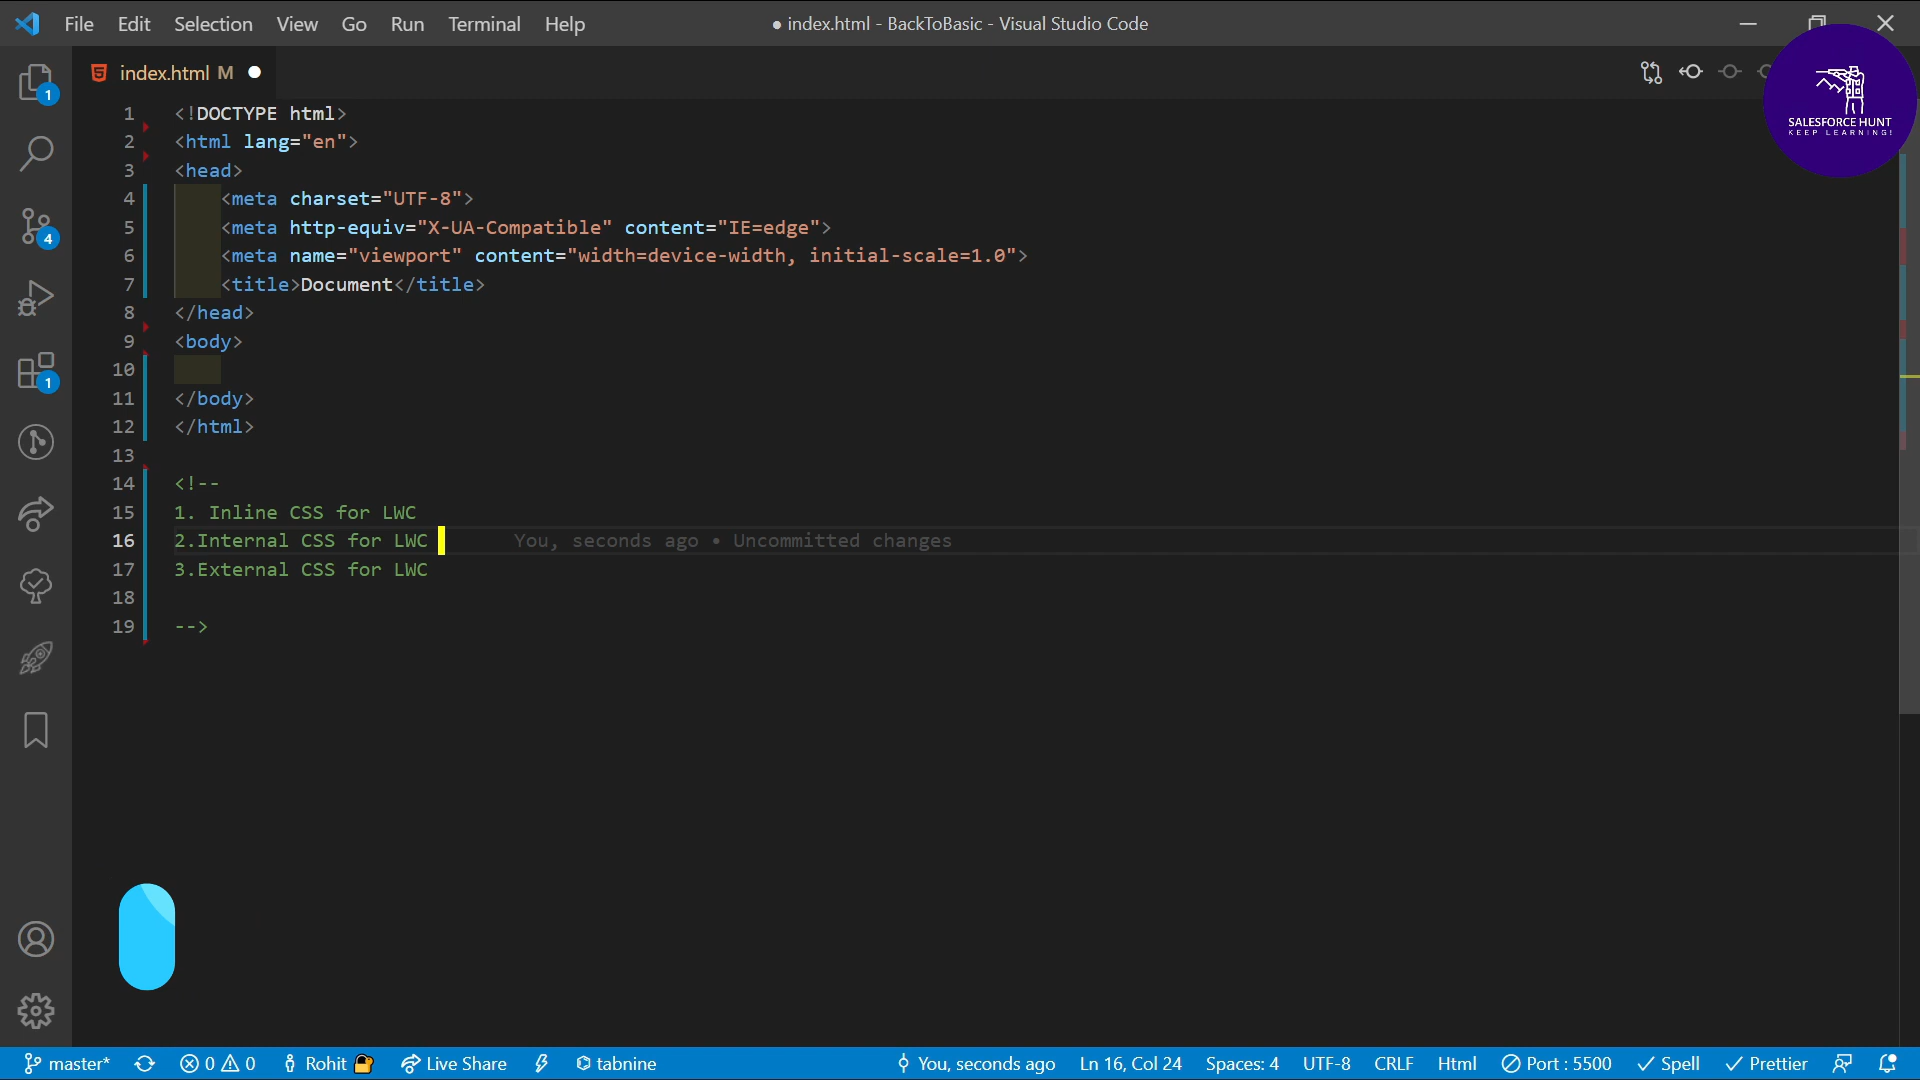 File Edit Selection View Go Run Terminal Help
● index.html - BackToBasic - Visual Studio Code
index.html M
SALESFORCE HUNT
KEEP LEARNING!
1 <!DOCTYPE html>
2 <html lang="en">
3 <head>
4 <meta charset="UTF-8">
5 <meta http-equiv="X-UA-Compatible" content="IE=edge">
6 <meta name="viewport" content="width=device-width, initial-scale=1.0">
7 <title>Document</title>
8 </head>
9 <body>
10
11 </body>
12 </html>
13
14 <!--
15 1. Inline CSS for LWC
16 2.Internal CSS for LWC You, seconds ago • Uncommitted changes
17 3.External CSS for LWC
18
19 -->
1
4
1
master* 0 0 Rohit Live Share tabnine You, seconds ago Ln 16, Col 24 Spaces: 4 UTF-8 CRLF Html Port : 5500 Spell Prettier